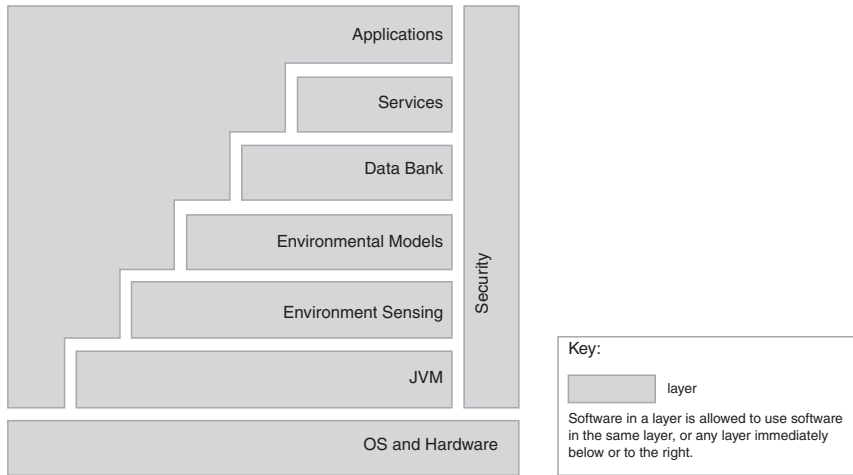 Applications
Services
Data Bank
Environmental Models
Environment Sensing
JVM
Security
OS and Hardware
Key:
layer
Software in a layer is allowed to use software
in the same layer, or any layer immediately
below or to the right.